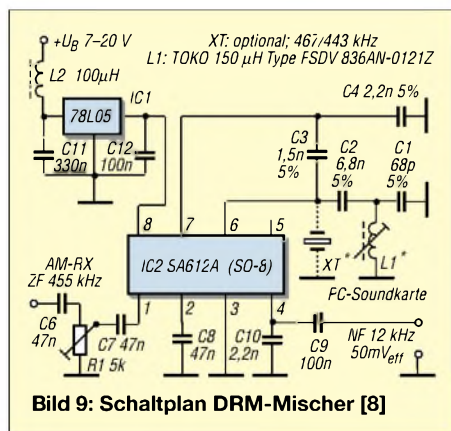 +UB 7–20 V
XT: optional; 467/443 kHz
L1: TOKO 150 µH Type FSDV 836AN-0121Z
L2 100µH
IC1
78L05
C4 2,2n 5%
C3
1,5n
5%
C2
6,8n
5%
C1
68p
5%
C11
330n
C12
100n
8
7
6
5
IC2 SA612A (SO-8)
XT*
L1*
AM-RX
ZF 455 kHz
PC-Soundkarte
1
2
3
4
C6
47n
C7 47n
R1 5k
C8
47n
C10
2,2n
C9
100n
NF 12 kHz
50mVeff
Bild 9: Schaltplan DRM-Mischer [8]